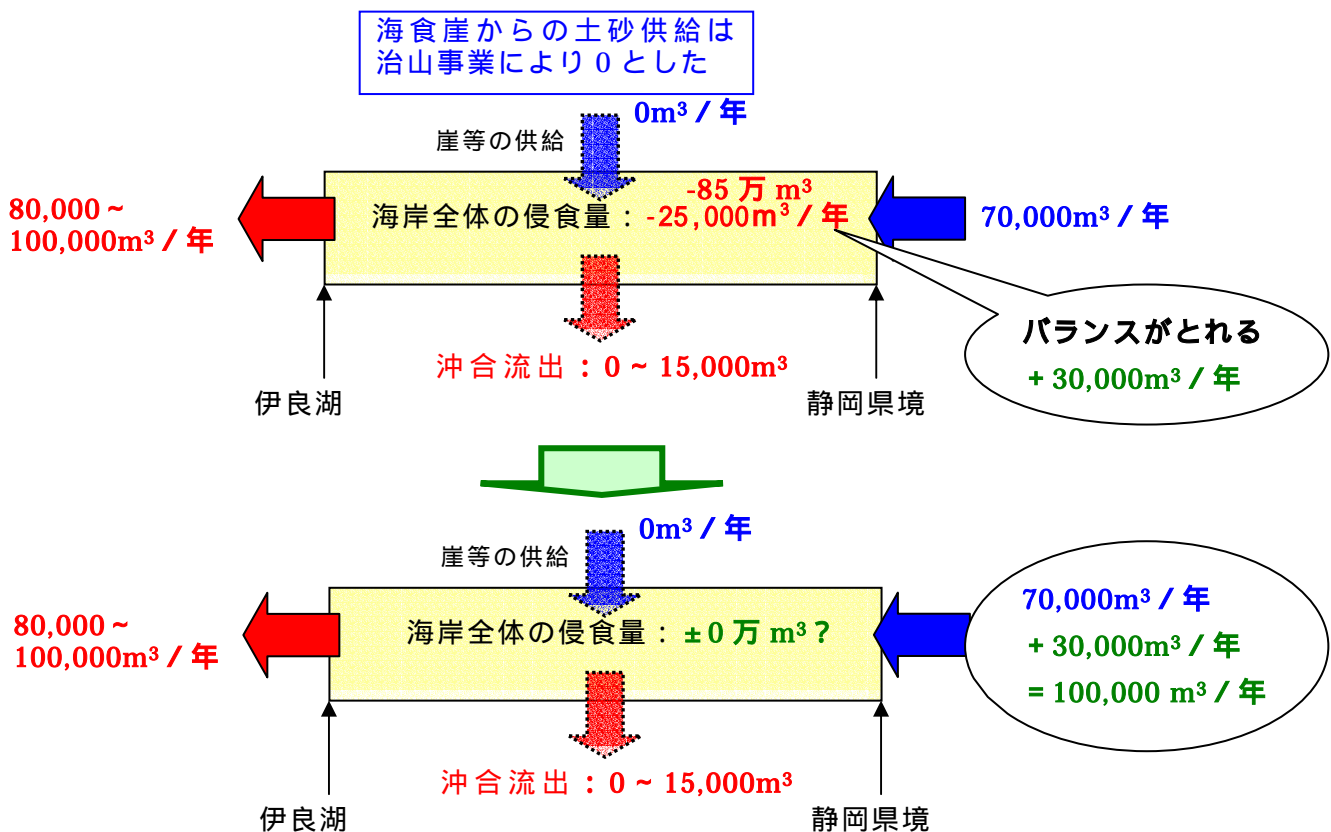 海食崖からの土砂供給は
治山事業により0とした
0m³/年
崖等の供給
-85万m³
海岸全体の侵食量：-25,000m³/年
80,000~
100,000m³/年
70,000m³/年
バランスがとれる
+30,000m³/年
沖合流出：0~15,000m³
伊良湖
静岡県境
0m³/年
崖等の供給
80,000~
100,000m³/年
海岸全体の侵食量：±0万m³?
70,000m³/年
+30,000m³/年
=100,000 m³/年
沖合流出：0~15,000m³
伊良湖
静岡県境